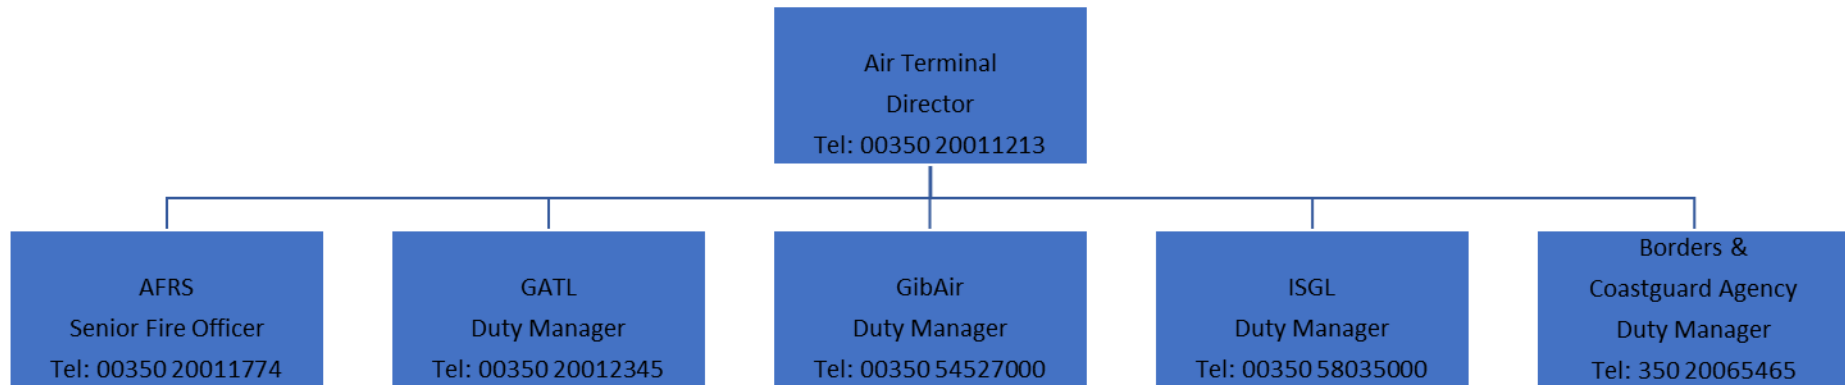 Air Terminal
Director
Tel: 00350 20011213
AFRS
Senior Fire Officer
Tel: 00350 20011774
GATL
Duty Manager
Tel: 00350 20012345
GibAir
Duty Manager
Tel: 00350 54527000
ISGL
Duty Manager
Tel: 00350 58035000
Borders &
Coastguard Agency
Duty Manager
Tel: 350 20065465